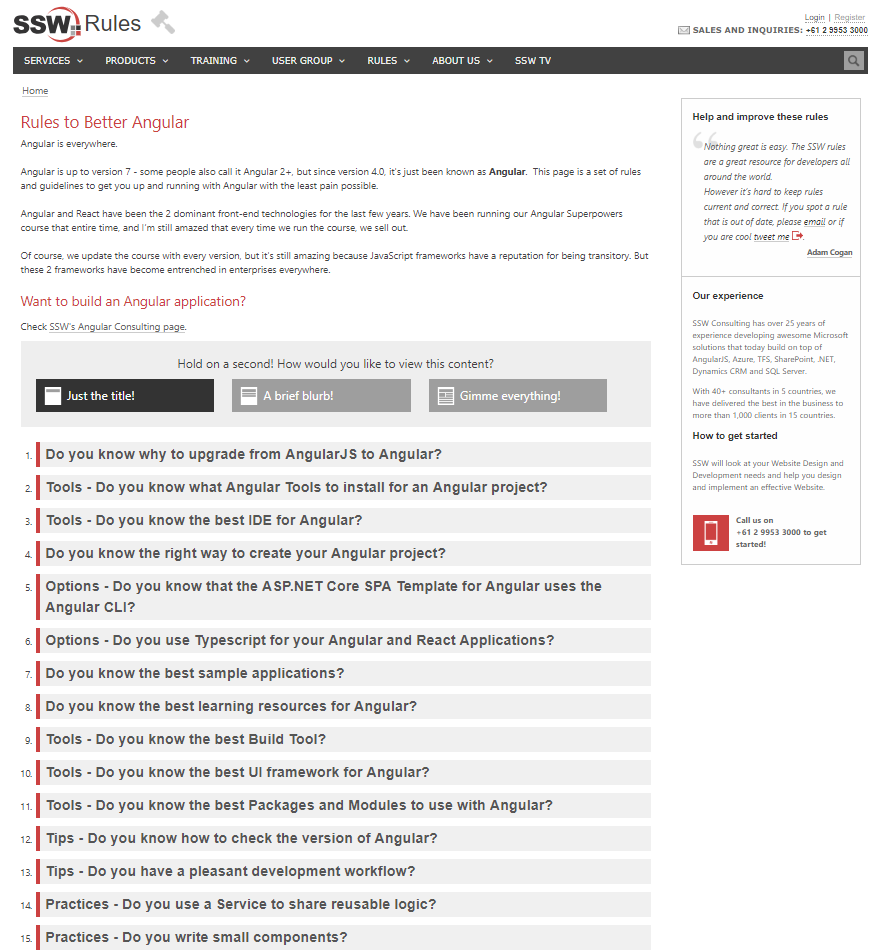 SSW Rules
Login | Register
SALES AND INQUIRIES: +61 2 9953 3000
SERVICES PRODUCTS TRAINING USER GROUP RULES ABOUT US SSW TV
Home
Rules to Better Angular
Angular is everywhere.
Angular is up to version 7 - some people also call it Angular 2+, but since version 4.0, it's just been known as Angular. This page is a set of rules
and guidelines to get you up and running with Angular with the least pain possible.
Angular and React have been the 2 dominant front-end technologies for the last few years. We have been running our Angular Superpowers
course that entire time, and I'm still amazed that every time we run the course, we sell out.
Of course, we update the course with every version, but it's still amazing because JavaScript frameworks have a reputation for being transitory. But
these 2 frameworks have become entrenched in enterprises everywhere.
Want to build an Angular application?
Check SSW's Angular Consulting page.
Hold on a second! How would you like to view this content?
Just the title! A brief blurb! Gimme everything!
1. Do you know why to upgrade from AngularJS to Angular?
2. Tools - Do you know what Angular Tools to install for an Angular project?
3. Tools - Do you know the best IDE for Angular?
4. Do you know the right way to create your Angular project?
5. Options - Do you know that the ASP.NET Core SPA Template for Angular uses the
Angular CLI?
6. Options - Do you use Typescript for your Angular and React Applications?
7. Do you know the best sample applications?
8. Do you know the best learning resources for Angular?
9. Tools - Do you know the best Build Tool?
10. Tools - Do you know the best UI framework for Angular?
11. Tools - Do you know the best Packages and Modules to use with Angular?
12. Tips - Do you know how to check the version of Angular?
13. Tips - Do you have a pleasant development workflow?
14. Practices - Do you use a Service to share reusable logic?
15. Practices - Do you write small components?
Help and improve these rules
“Nothing great is easy. The SSW rules
are a great resource for developers all
around the world.
However it's hard to keep rules
current and correct. If you spot a rule
that is out of date, please email or if
you are cool tweet me.
Adam Cogan
Our experience
SSW Consulting has over 25 years of
experience developing awesome Microsoft
solutions that today build on top of
AngularJS, Azure, TFS, SharePoint, .NET,
Dynamics CRM and SQL Server.
With 40+ consultants in 5 countries, we
have delivered the best in the business to
more than 1,000 clients in 15 countries.
How to get started
SSW will look at your Website Design and
Development needs and help you design
and implement an effective Website.
Call us on
+61 2 9953 3000 to get
started!